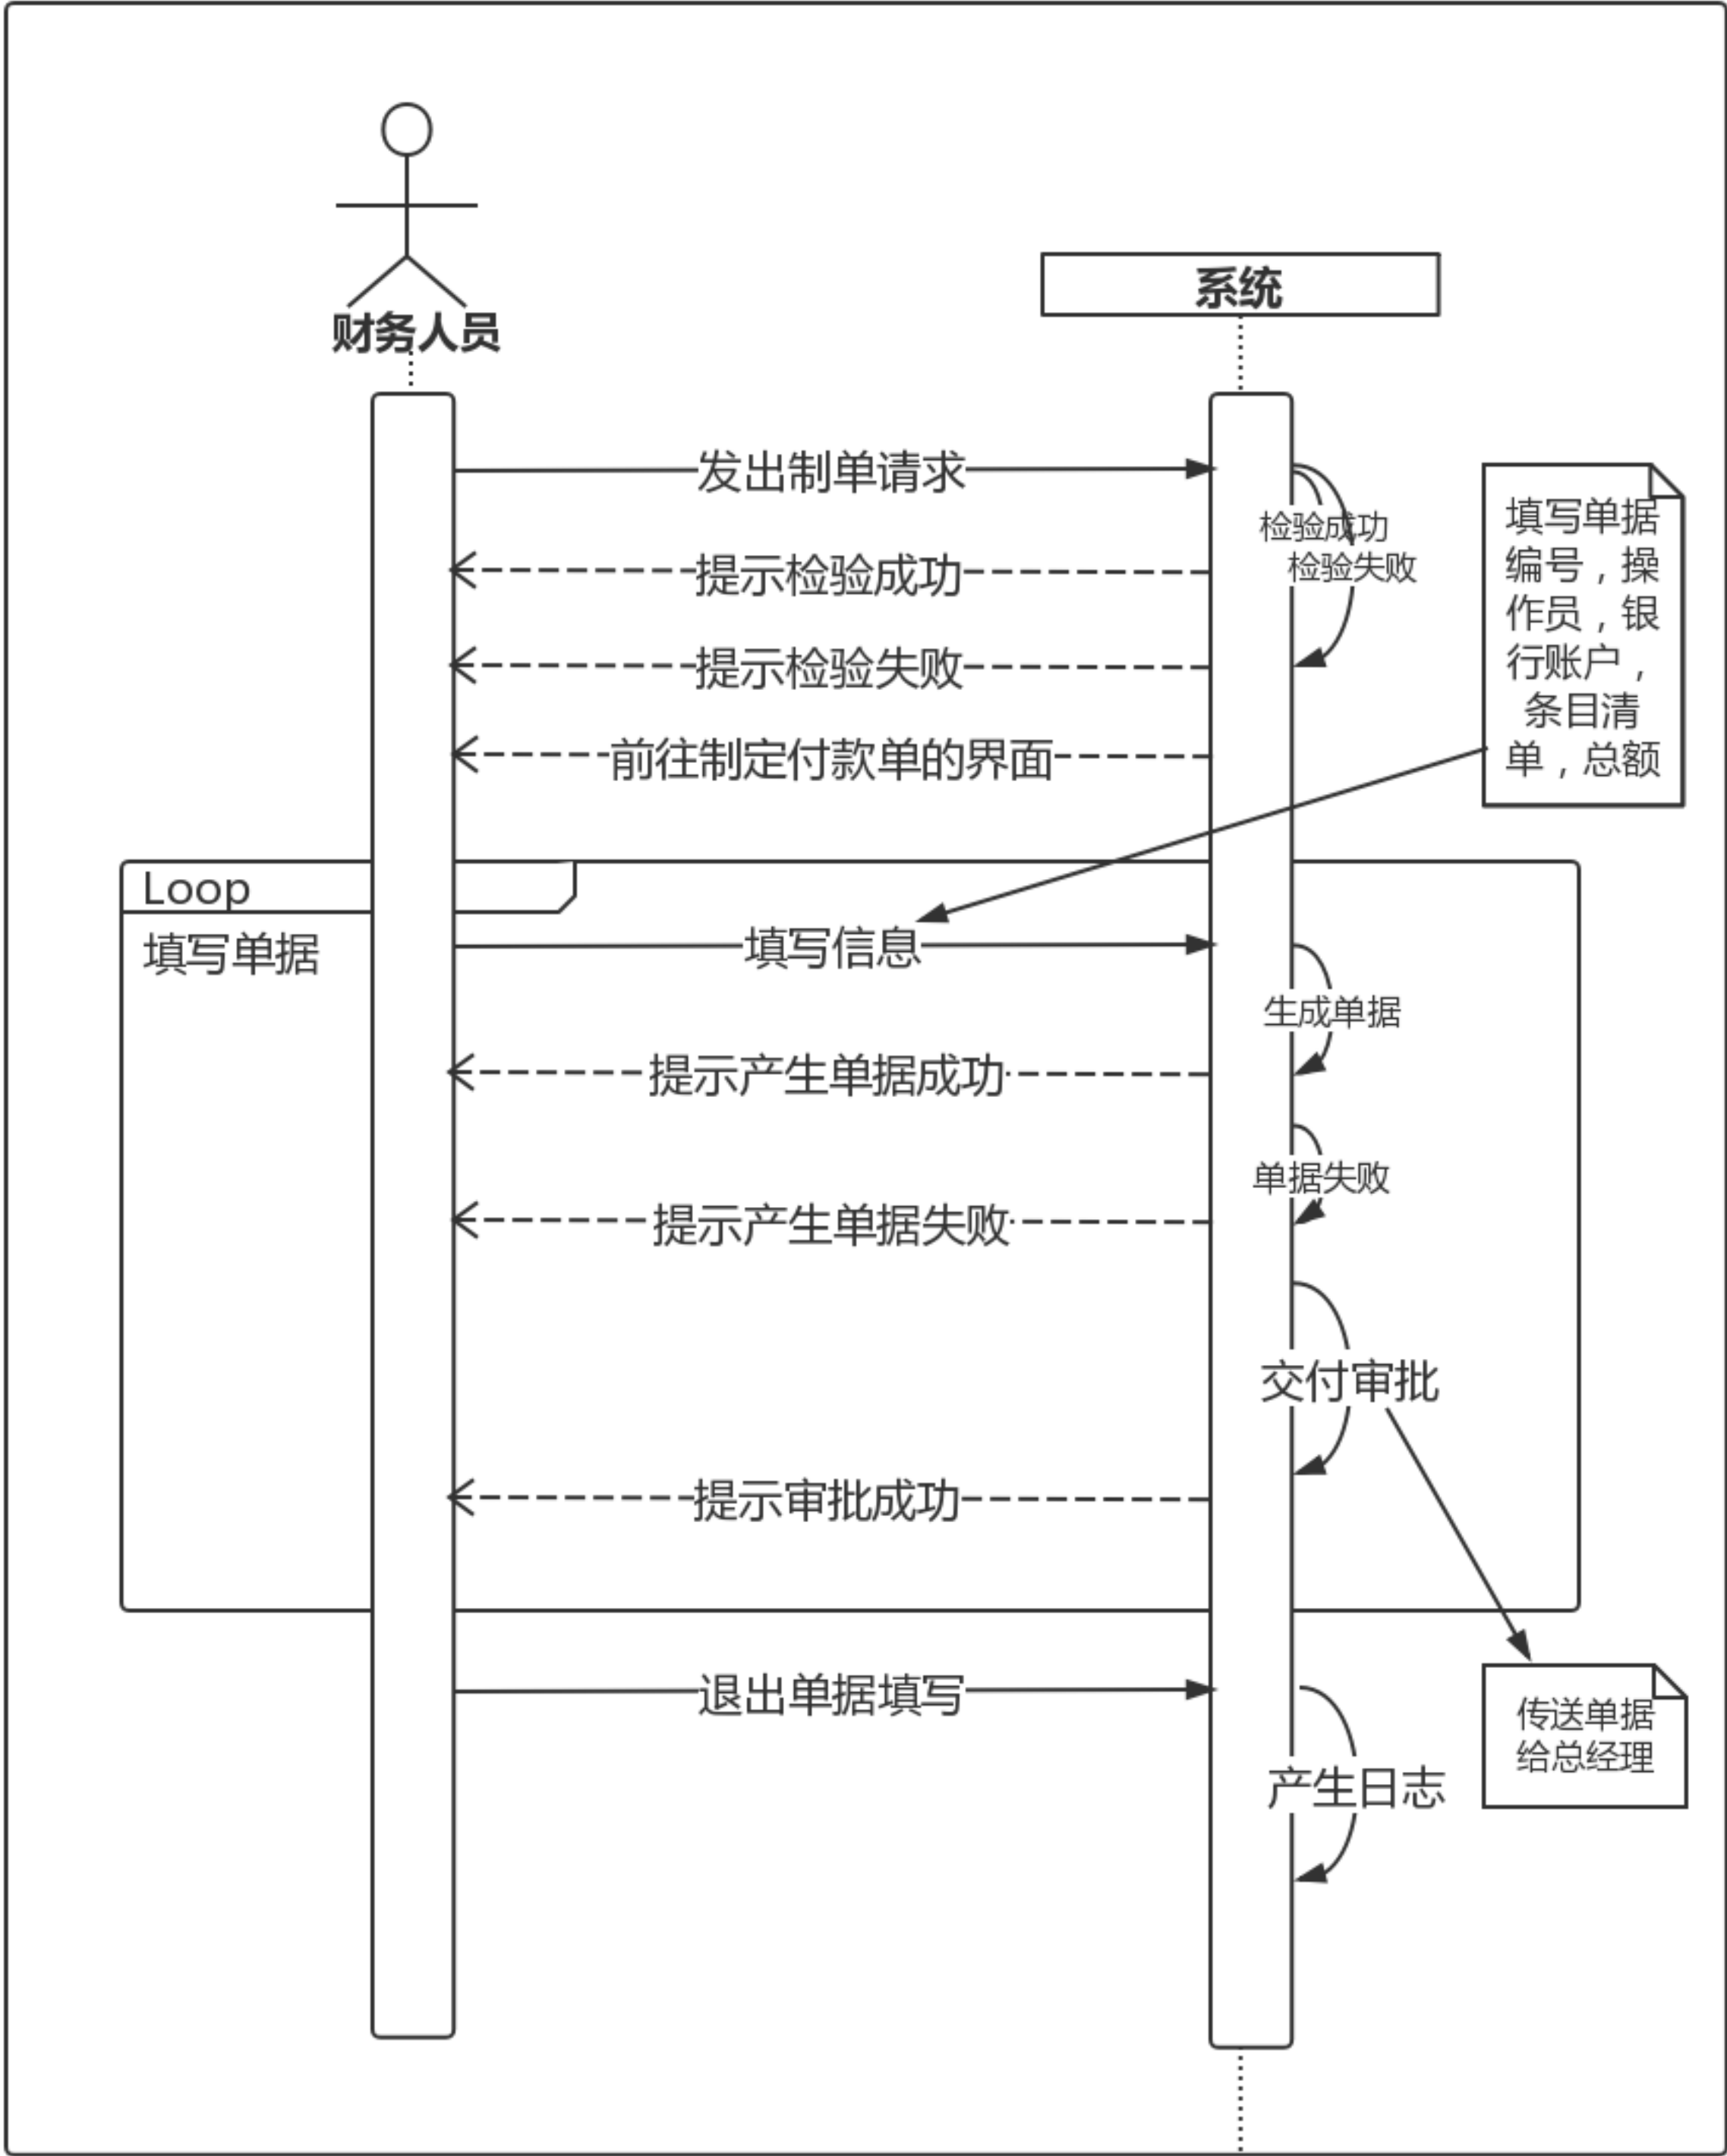 财务人员
系统
发出制单请求
检验成功
检验失败
提示检验成功
提示检验失败
前往制定付款单的界面
填写单据
编号，操
作员，银
行账户，
条目清
单，总额
Loop
填写单据
填写信息
生成单据
提示产生单据成功
单据失败
提示产生单据失败
交付审批
提示审批成功
退出单据填写
传送单据
给总经理
产生日志